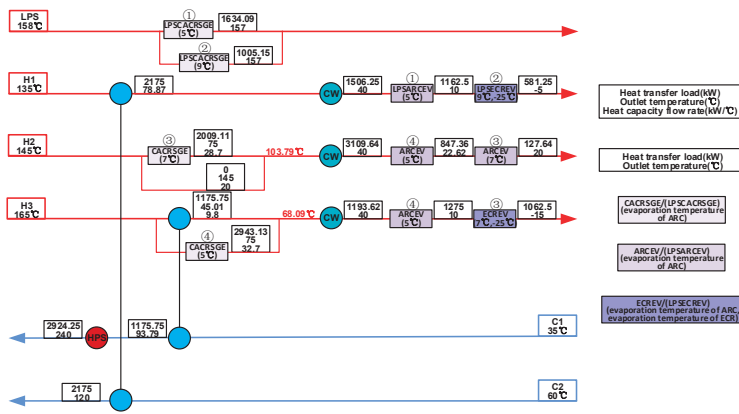 LPS
158℃
①
LPSCACRSGE
(5℃)
1634.09
157
②
LPSCACRSGE
(9℃)
1005.15
157
H1
135℃
2175
78.87
CW
1506.25
40
①
LPSARCEV
(5℃)
1162.5
10
②
LPSECREV
9℃,-25℃)
581.25
-5
Heat transfer load(kW)
Outlet temperature(℃)
Heat capacity flow rate(kW/℃)
H2
145℃
③
CACRSGE
(7℃)
2009.11
75
28.7
0
145
20
103.79℃
CW
3109.64
40
④
ARCEV
(5℃)
847.36
22.62
③
ARCEV
(7℃)
127.64
20
Heat transfer load(kW)
Outlet temperature(℃)
H3
165℃
1175.75
45.01
9.8
④
CACRSGE
(5℃)
2943.13
75
32.7
68.09℃
CW
1193.62
40
④
ARCEV
(5℃)
1275
10
③
ECREV
7℃,-25℃)
1062.5
-15
CACRSGE/(LPSCACRSGE)
(evaporation temperature
of ARC)
ARCEV/(LPSARCEV)
(evaporation temperature
of ARC)
ECREV/(LPSECREV)
(evaporation temperature of ARC,
evaporation temperature of ECR)
2924.25
240
HPS
1175.75
93.79
C1
35℃
2175
120
C2
60℃